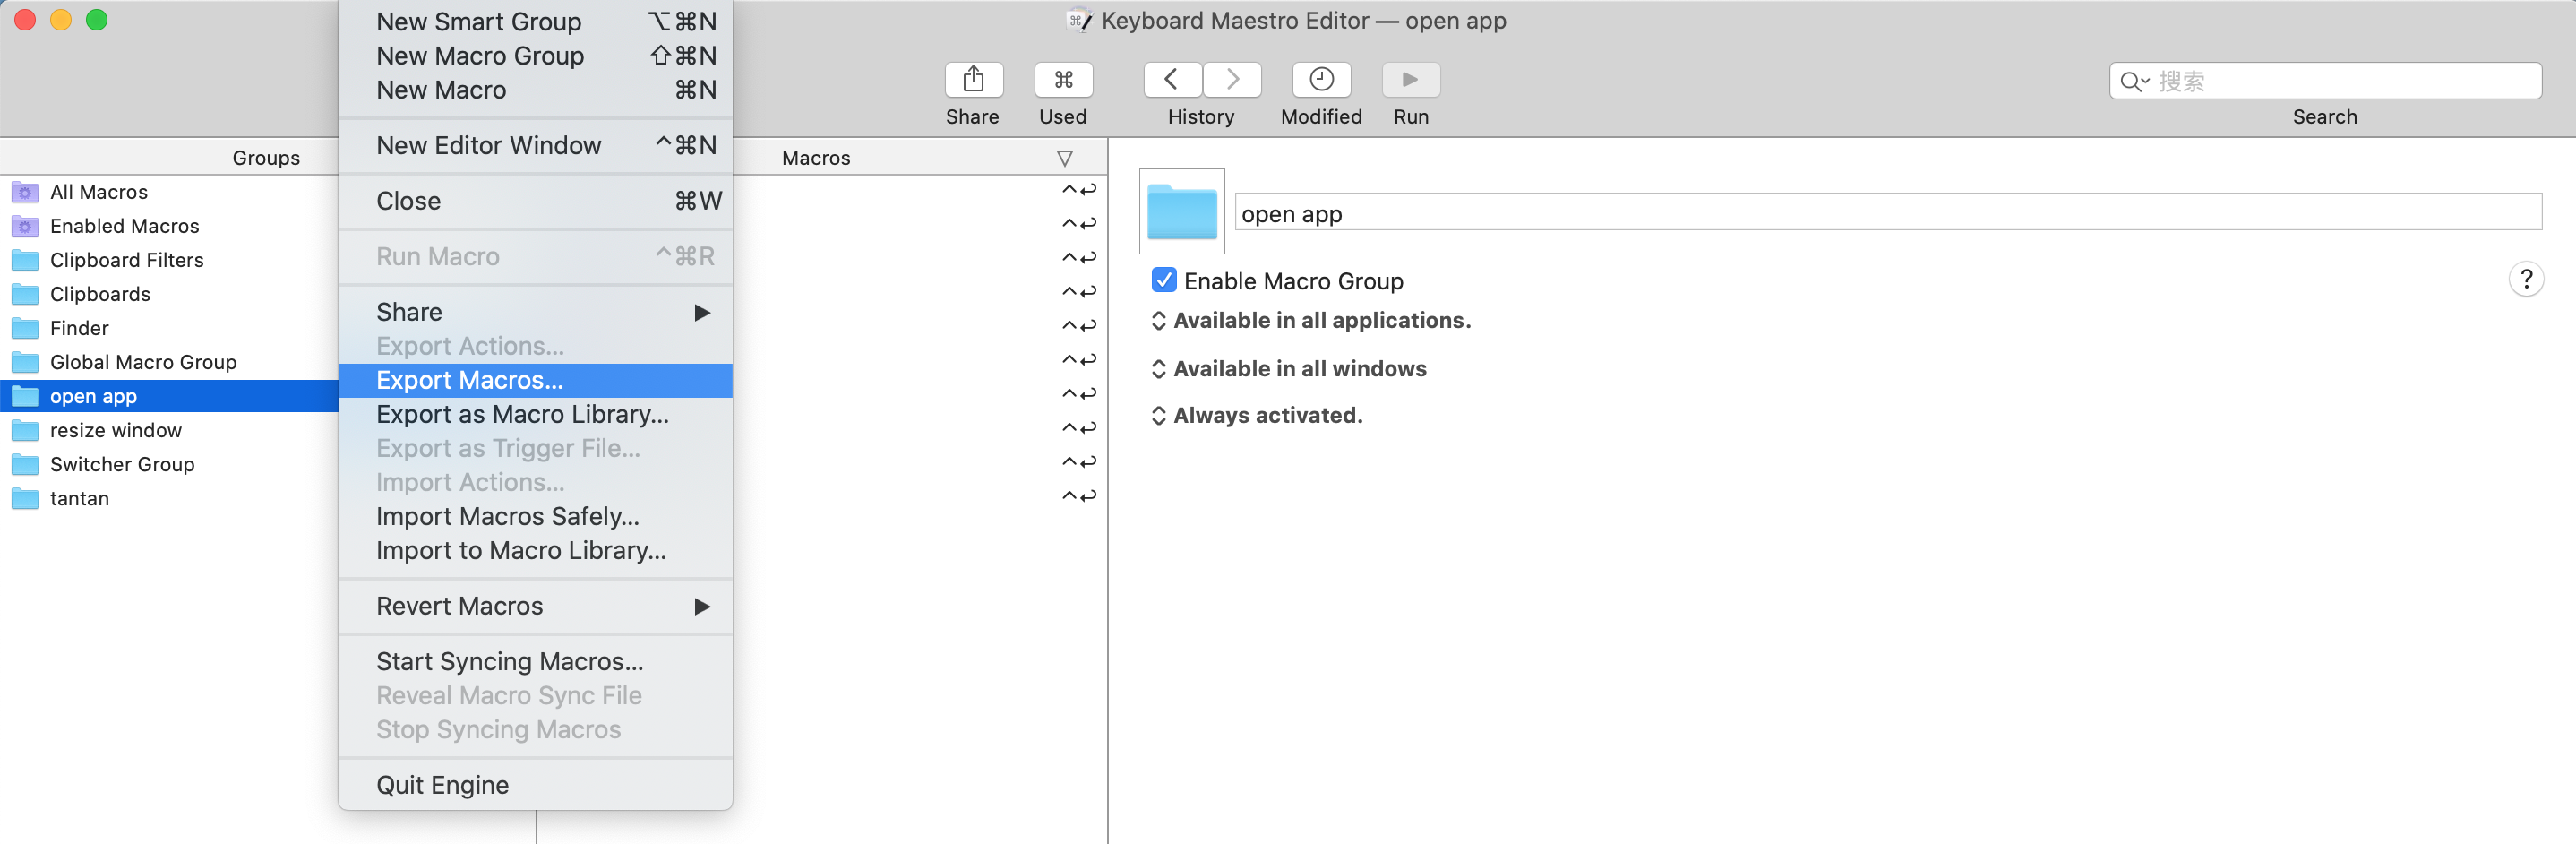 Keyboard Maestro Editor — open app
New Smart Group ⌥⌘N
New Macro Group ⇧⌘N
New Macro ⌘N
New Editor Window ^⌘N
Close ⌘W
Run Macro ^⌘R
Share ▶
Export Actions...
Export Macros...
Export as Macro Library...
Export as Trigger File...
Import Actions...
Import Macros Safely...
Import to Macro Library...
Revert Macros ▶
Start Syncing Macros...
Reveal Macro Sync File
Stop Syncing Macros
Quit Engine
Share
Used
History
Modified
Run
搜索
Search
Groups
All Macros
Enabled Macros
Clipboard Filters
Clipboards
Finder
Global Macro Group
open app
resize window
Switcher Group
tantan
Macros ▽
^↩
^↩
^↩
^↩
^↩
^↩
^↩
^↩
^↩
^↩
open app
Enable Macro Group
?
Available in all applications.
Available in all windows
Always activated.